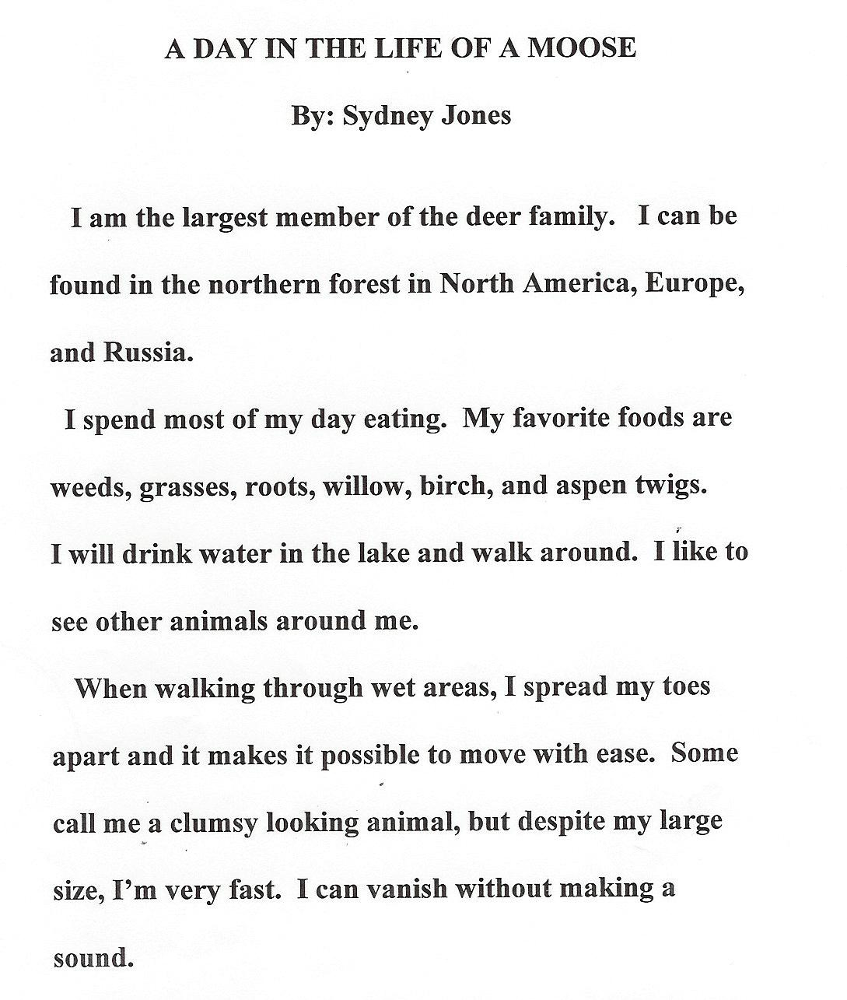 A DAY IN THE LIFE OF A MOOSE
By: Sydney Jones
I am the largest member of the deer family. I can be
found in the northern forest in North America, Europe,
and Russia.
I spend most of my day eating. My favorite foods are
weeds, grasses, roots, willow, birch, and aspen twigs.
I will drink water in the lake and walk around. I like to
see other animals around me.
When walking through wet areas, I spread my toes
apart and it makes it possible to move with ease. Some
call me a clumsy looking animal, but despite my large
size, I’m very fast. I can vanish without making a
sound.